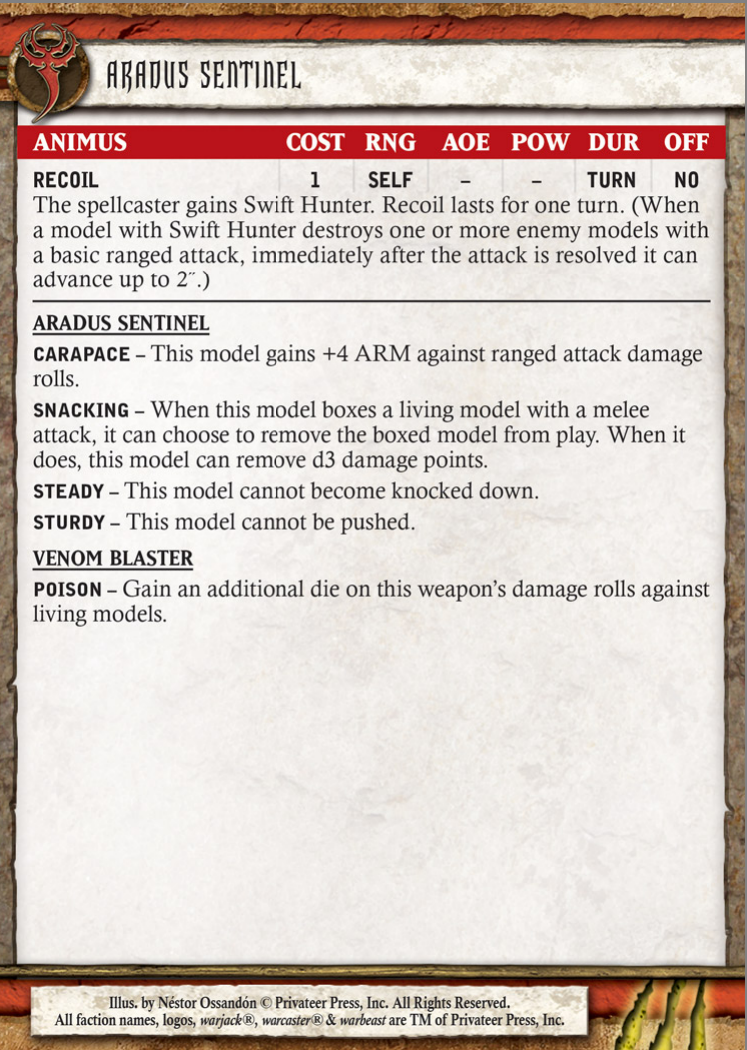 ARADUS SENTINEL
ANIMUS COST RNG AOE POW DUR OFF
RECOIL 1 SELF – – TURN NO
The spellcaster gains Swift Hunter. Recoil lasts for one turn. (When
a model with Swift Hunter destroys one or more enemy models with
a basic ranged attack, immediately after the attack is resolved it can
advance up to 2˝.)
ARADUS SENTINEL
CARAPACE – This model gains +4 ARM against ranged attack damage
rolls.
SNACKING – When this model boxes a living model with a melee
attack, it can choose to remove the boxed model from play. When it
does, this model can remove d3 damage points.
STEADY – This model cannot become knocked down.
STURDY – This model cannot be pushed.
VENOM BLASTER
POISON – Gain an additional die on this weapon’s damage rolls against
living models.
Illus. by Néstor Ossandón © Privateer Press, Inc. All Rights Reserved.
All faction names, logos, warjack®, warcaster® & warbeast are TM of Privateer Press, Inc.